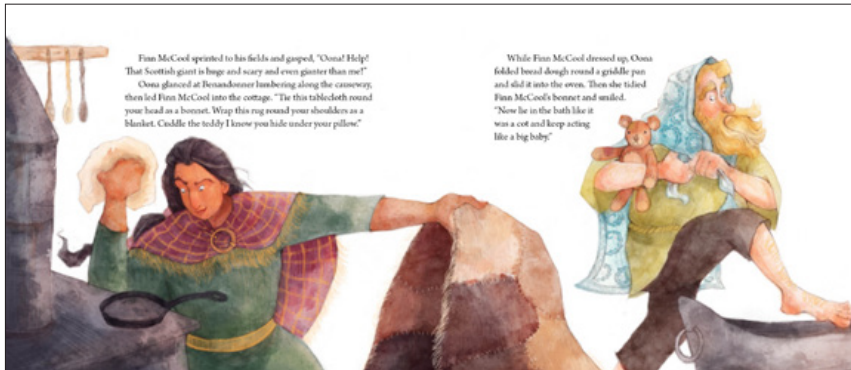 Finn McCool sprinted to his fields and gasped, "Oona! Help!
That Scottish giant is huge and scary and even gianter than me!"
Oona glanced at Benandonner lumbering along the causeway,
then led Finn McCool into the cottage. "Tie this tablecloth round
your head as a bonnet. Wrap this rug round your shoulders as a
blanket. Cuddle the teddy I know you hide under your pillow."
While Finn McCool dressed up, Oona
folded bread dough round a griddle pan
and slid it into the oven. Then she tidied
Finn McCool's bonnet and smiled.
"Now lie in the bath like it
was a cot and keep acting
like a big baby."